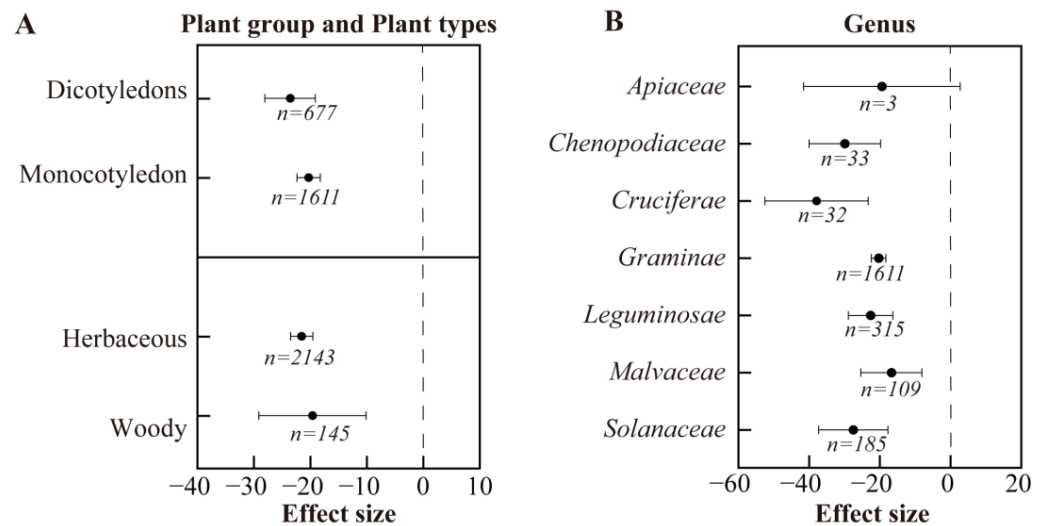 A
Plant group and Plant types
Dicotyledons
n=677
Monocotyledon
n=1611
Herbaceous
n=2143
Woody
n=145
−40 −30 −20 −10 0 10
Effect size
B
Genus
Apiaceae
n=3
Chenopodiaceae
n=33
Cruciferae
n=32
Graminae
n=1611
Leguminosae
n=315
Malvaceae
n=109
Solanaceae
n=185
−60 −40 −20 0 20
Effect size